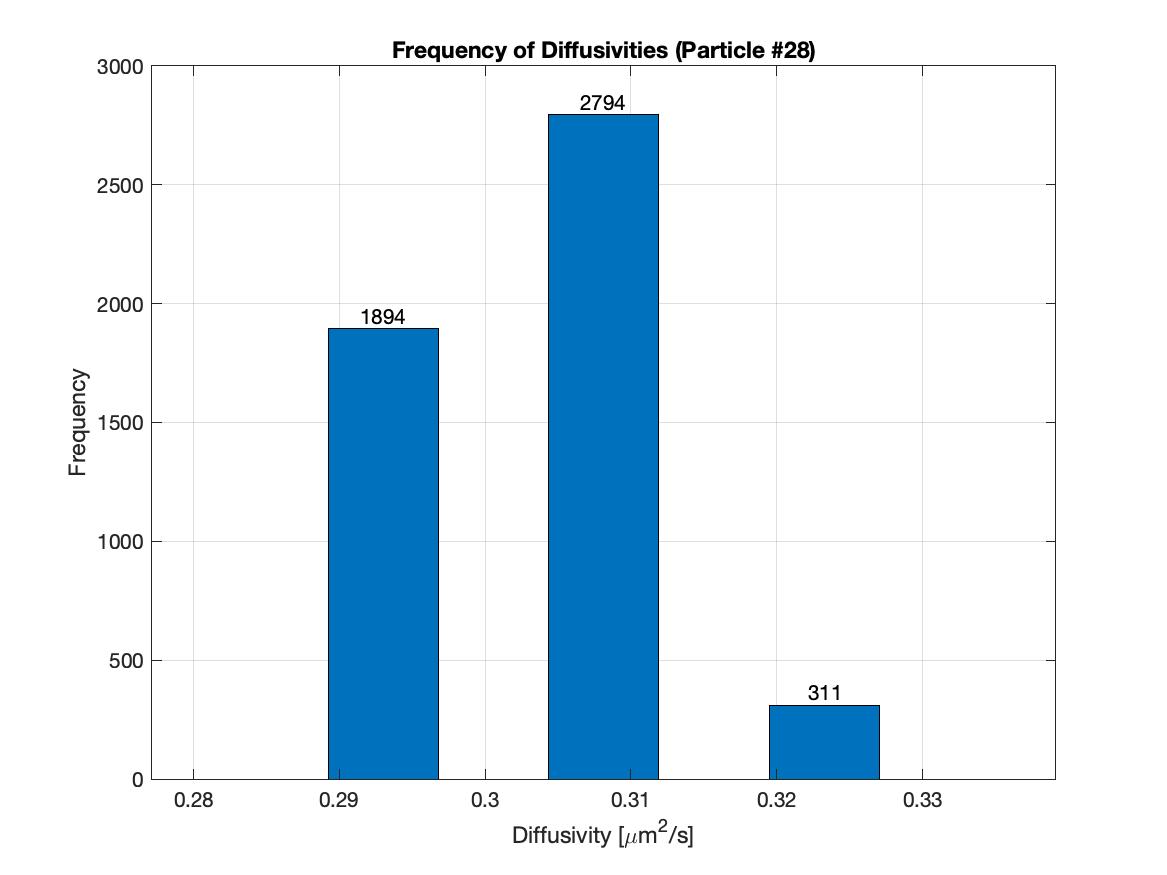 Frequency of Diffusivities (Particle #28)
3000
2794
2500
2000
1894
Frequency
1500
1000
500
311
0
0.28 0.29 0.3 0.31 0.32 0.33
Diffusivity [μm²/s]